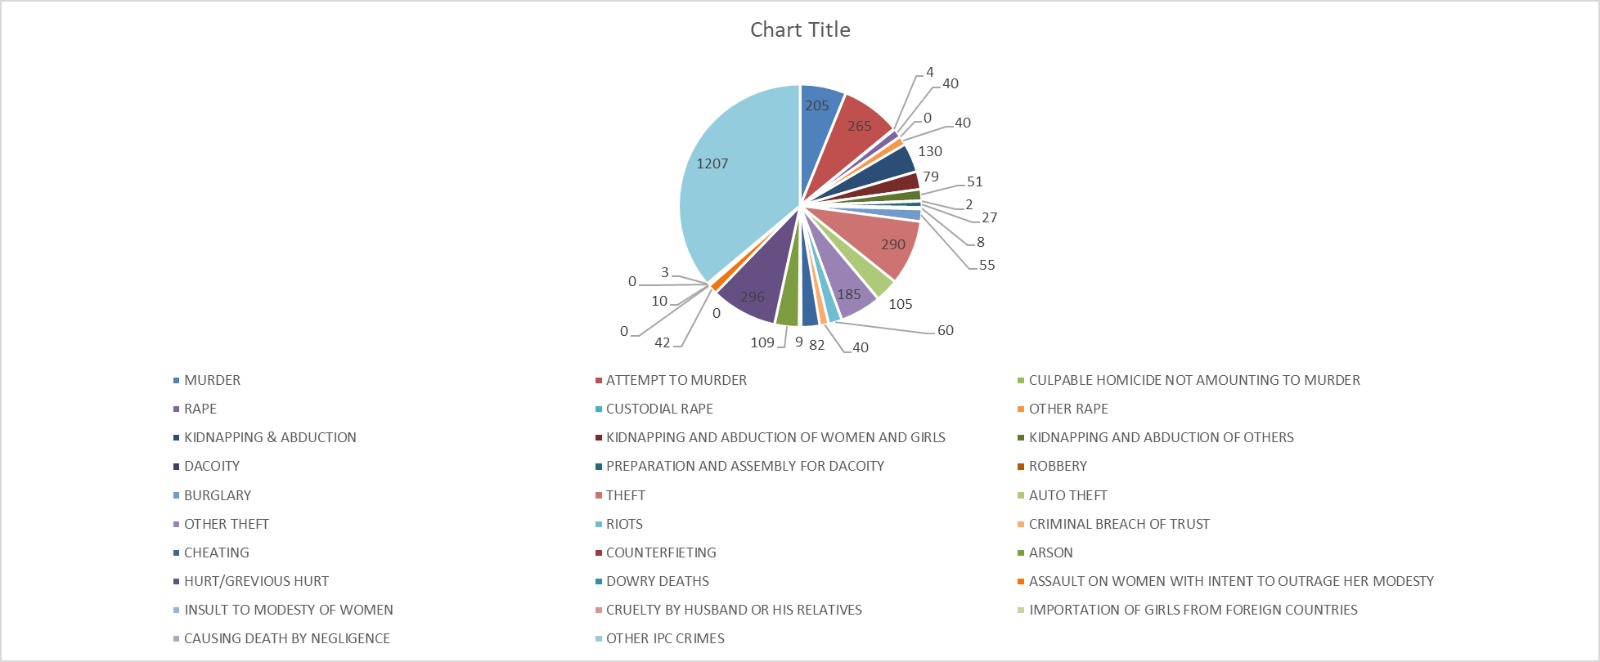 Chart Title
4
40
205
0
40
265
130
1207
79
51
2
27
8
290
55
3
0
185
296
10
105
0
0
60
42
109
9
82
40
MURDER
ATTEMPT TO MURDER
CULPABLE HOMICIDE NOT AMOUNTING TO MURDER
RAPE
CUSTODIAL RAPE
OTHER RAPE
KIDNAPPING & ABDUCTION
KIDNAPPING AND ABDUCTION OF WOMEN AND GIRLS
KIDNAPPING AND ABDUCTION OF OTHERS
DACOITY
PREPARATION AND ASSEMBLY FOR DACOITY
ROBBERY
BURGLARY
THEFT
AUTO THEFT
OTHER THEFT
RIOTS
CRIMINAL BREACH OF TRUST
CHEATING
COUNTERFIETING
ARSON
HURT/GREVIOUS HURT
DOWRY DEATHS
ASSAULT ON WOMEN WITH INTENT TO OUTRAGE HER MODESTY
INSULT TO MODESTY OF WOMEN
CRUELTY BY HUSBAND OR HIS RELATIVES
IMPORTATION OF GIRLS FROM FOREIGN COUNTRIES
CAUSING DEATH BY NEGLIGENCE
OTHER IPC CRIMES